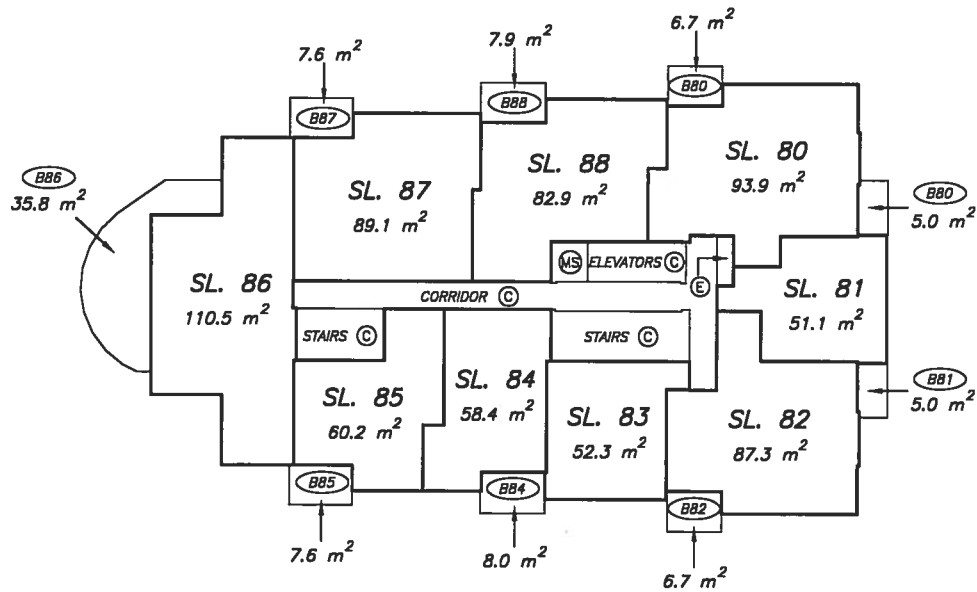 6.7 m²
7.6 m²
7.9 m²
B80
B88
B87
SL. 80
93.9 m²
SL. 88
82.9 m²
B86
35.8 m²
SL. 87
89.1 m²
B80
5.0 m²
MS ELEVATORS C
E
SL. 86
110.5 m²
SL. 81
51.1 m²
CORRIDOR C
STAIRS C
STAIRS C
SL. 84
58.4 m²
B81
5.0 m²
SL. 85
60.2 m²
SL. 83
52.3 m²
SL. 82
87.3 m²
B85
B84
B82
7.6 m²
8.0 m²
6.7 m²